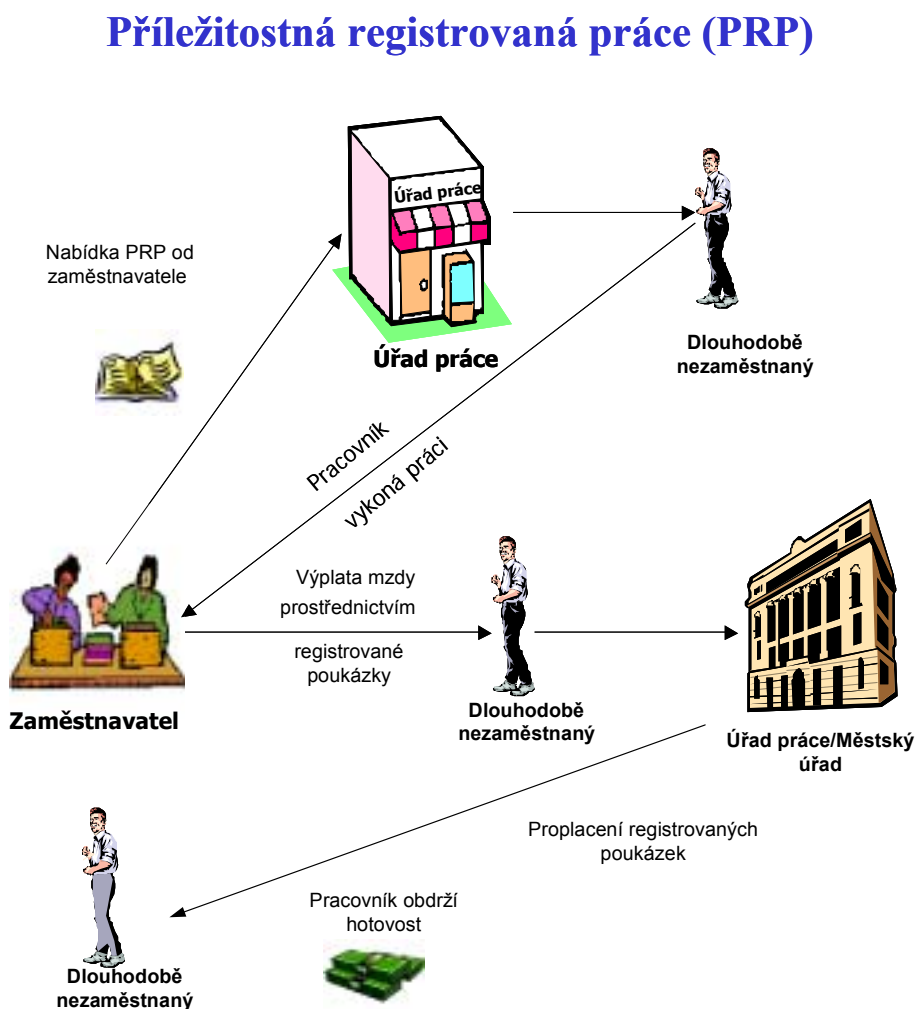 Příležitostná registrovaná práce (PRP)
Úřad práce
Nabídka PRP od
zaměstnavatele
Úřad práce
Dlouhodobě
nezaměstnaný
Pracovník
vykoná práci
Výplata mzdy
prostřednictvím
registrované
poukázky
Zaměstnavatel
Dlouhodobě
nezaměstnaný
Úřad práce/Městský
úřad
Proplacení registrovaných
poukázek
Pracovník obdrží
hotovost
Dlouhodobě
nezaměstnaný